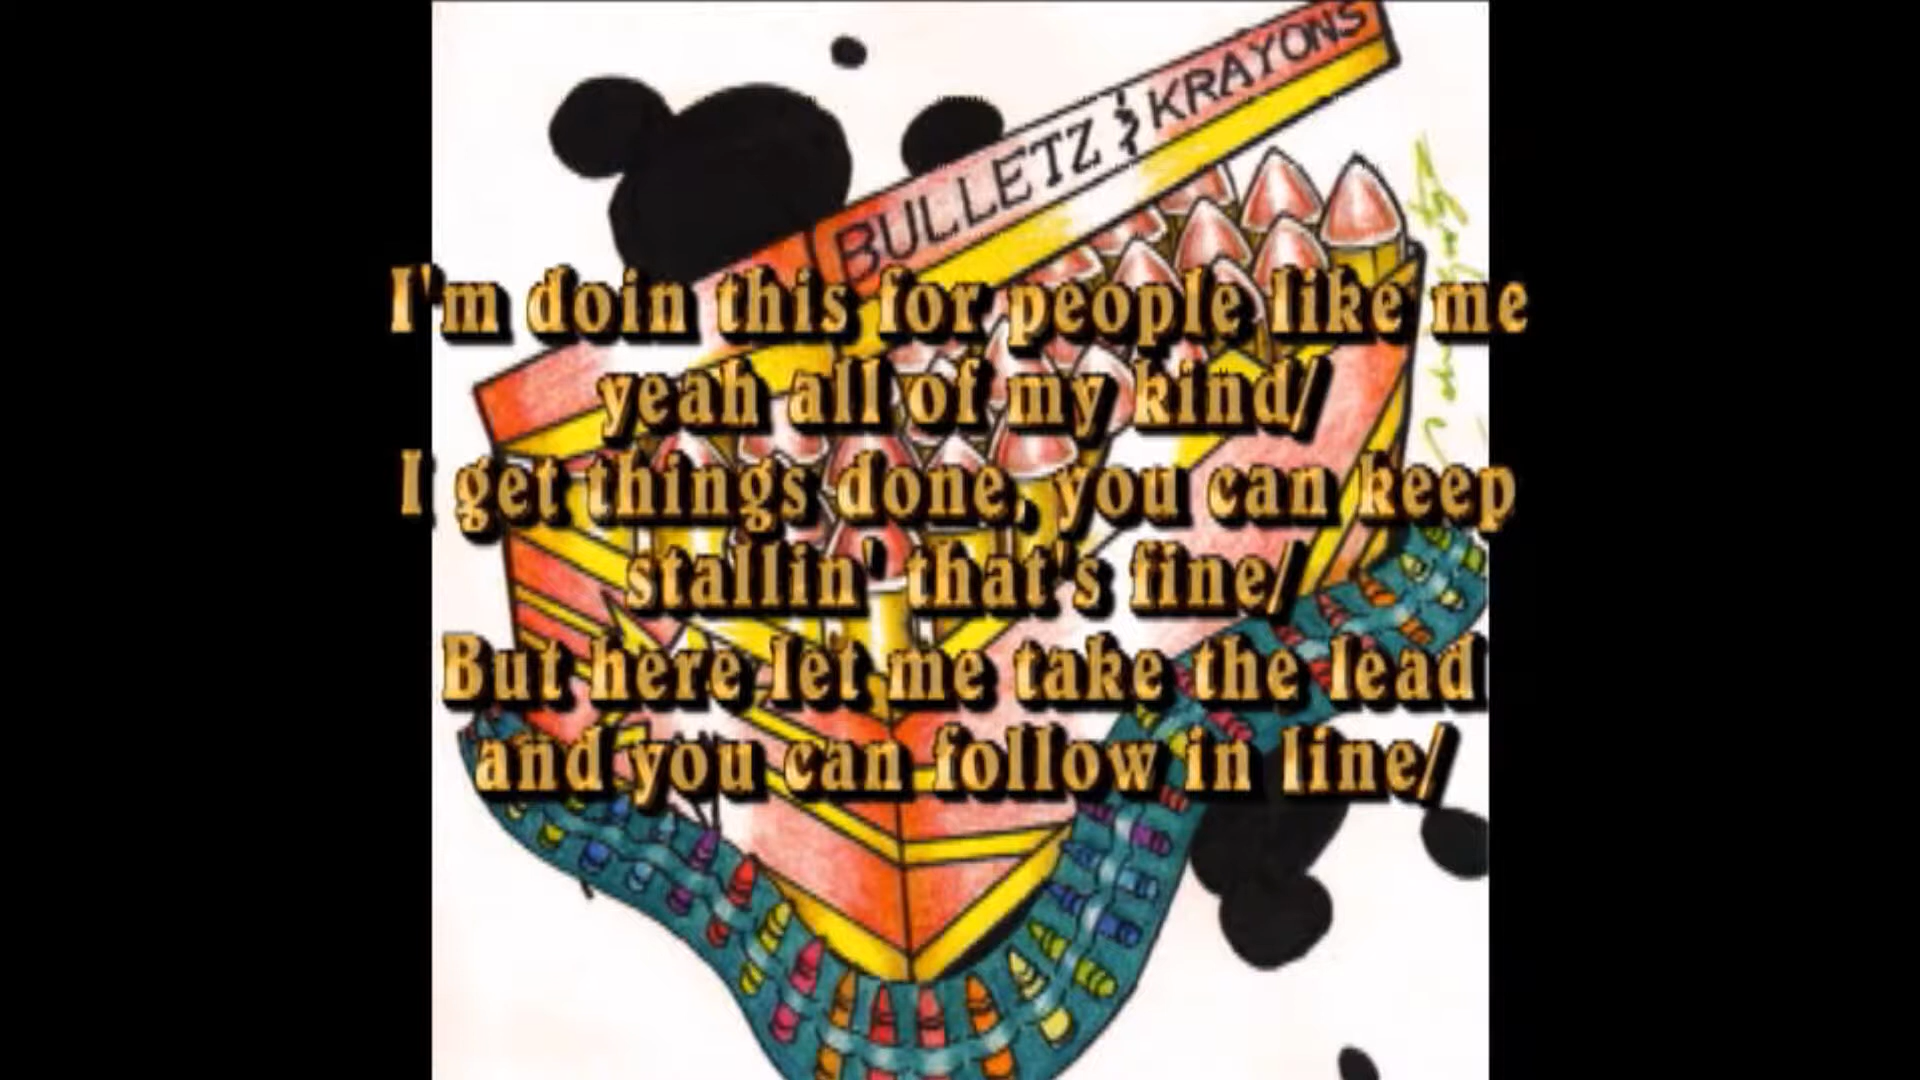 BULLETZ & KRAYONS
I'm doin this for people like me
yeah all of my kind/
I get things done, you can keep
stallin' that's fine/
But here let me take the lead
and you can follow in line/